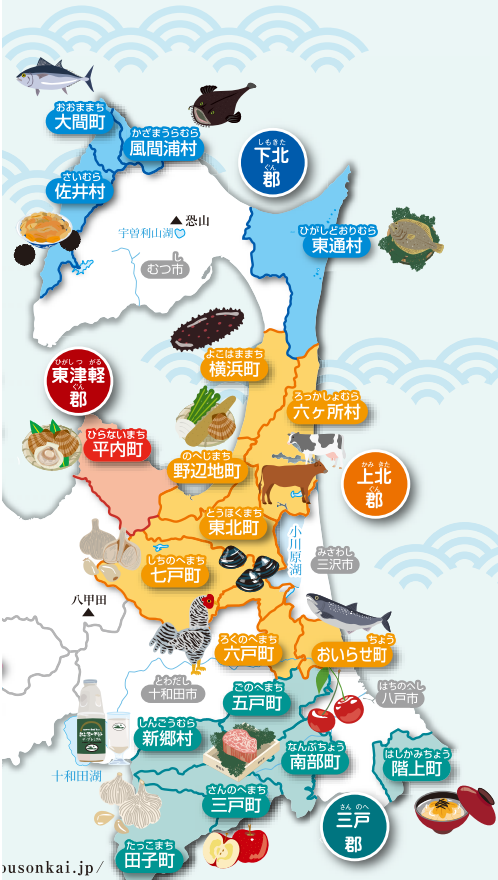 おおままち
大間町
かざまうらむら
風間浦村
さいむら
佐井村
しもきた
下北
ぐん
郡
恐山
宇曽利山湖
ひがしどおりむら
東通村
し
むつ市
よこはままち
横浜町
ひがしつがる
東津軽
ぐん
郡
ろっかしょむら
六ヶ所村
ひらないまち
平内町
のへじまち
野辺地町
かみきた
上北
ぐん
郡
とうほくまち
東北町
小川原湖
みさわし
三沢市
しちのへまち
七戸町
八甲田
ろくのへまち
六戸町
ちょう
おいらせ町
とわだし
十和田市
ごのへまち
五戸町
はちのへし
八戸市
しんごうむら
新郷村
なんぶちょう
南部町
はしかみちょう
階上町
十和田湖
さんのへまち
三戸町
さんのへ
三戸
郡
たっこまち
田子町
ousonkai.jp/